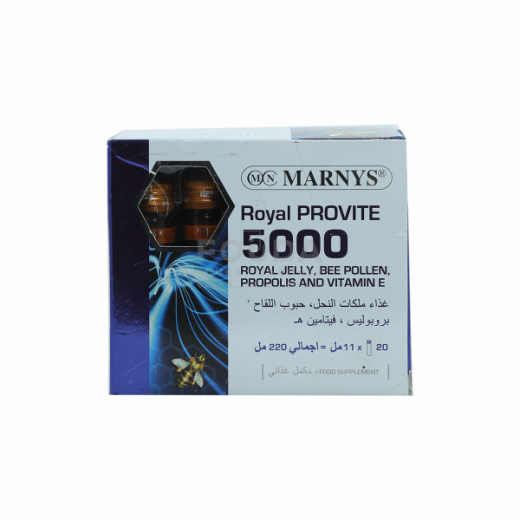 MN MARNYS®
Royal PROVITE
5000
ROYAL JELLY, BEE POLLEN,
PROPOLIS AND VITAMIN E
غذاء ملكات النحل، حبوب اللقاح ،
بروبوليس ، فيتامين هـ
20 x 11 مل = اجمالي 220 مل
مكمل غذائي • FOOD SUPPLEMENT